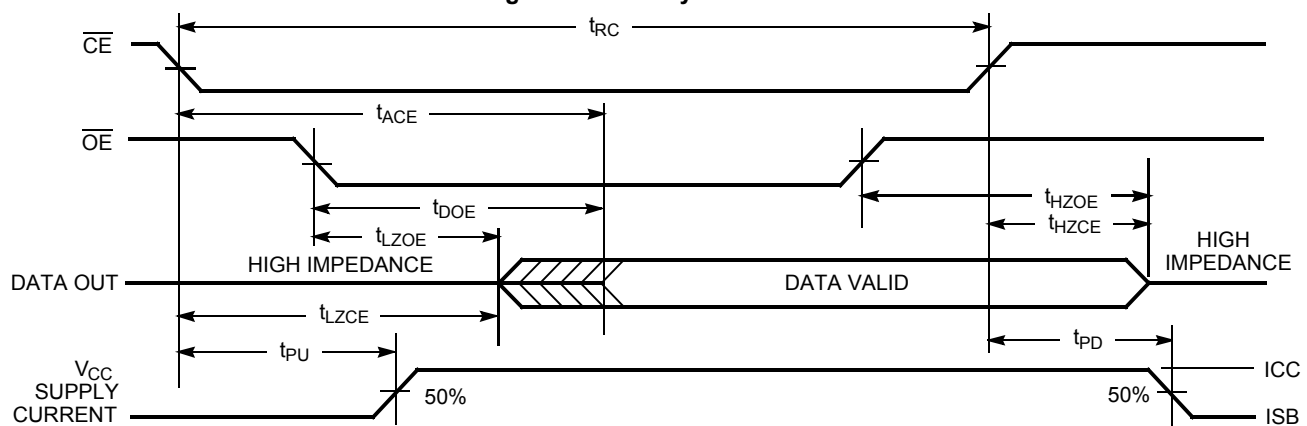 tRC
CE
tACE
OE
tDOE
tHZOE
tLZOE
tHZCE
HIGH IMPEDANCE
HIGH
IMPEDANCE
DATA OUT
DATA VALID
tLZCE
tPU
tPD
VCC
SUPPLY
CURRENT
50%
50%
ICC
ISB